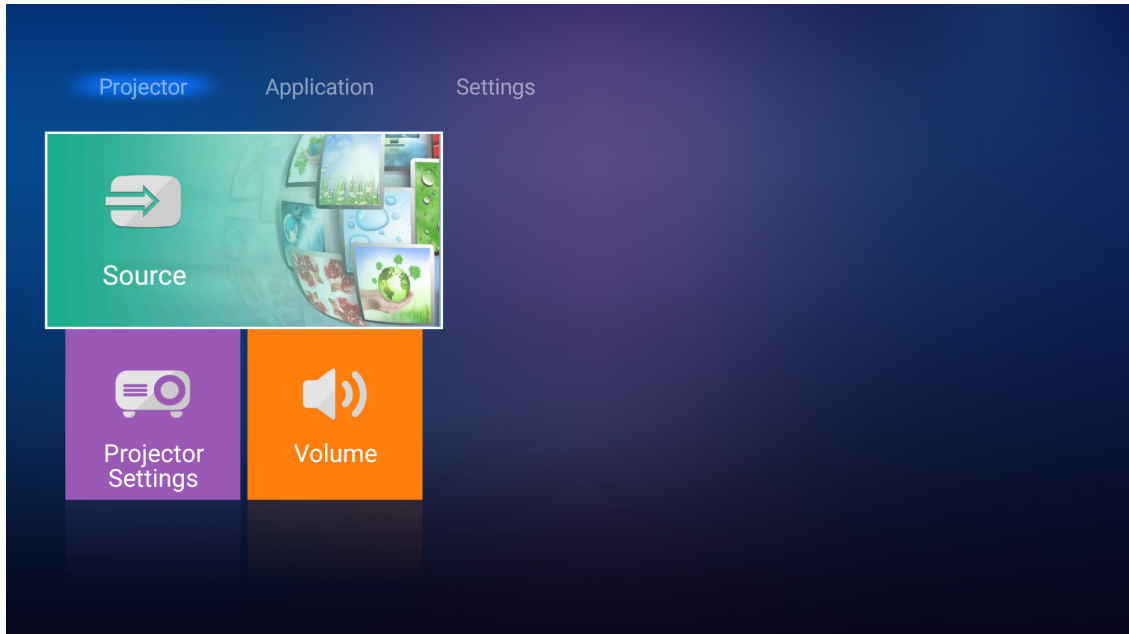 Projector Application Settings
Source
Projector
Settings
Volume